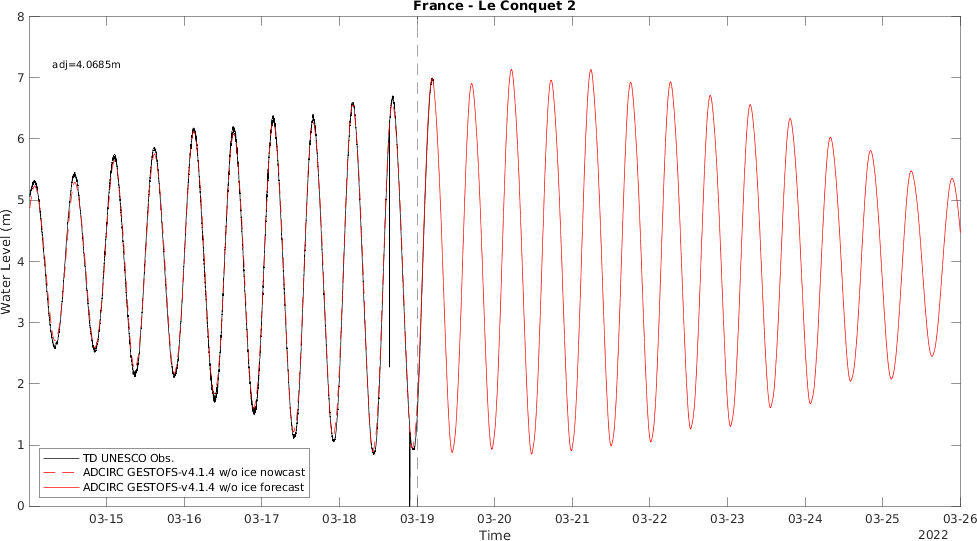 France - Le Conquet 2
adj=4.0685m
8
7
6
5
4
3
2
1
0
Water Level (m)
TD UNESCO Obs.
ADCIRC GESTOFS-v4.1.4 w/o ice nowcast
ADCIRC GESTOFS-v4.1.4 w/o ice forecast
03-15 03-16 03-17 03-18 03-19 03-20 03-21 03-22 03-23 03-24 03-25 03-26
Time
2022